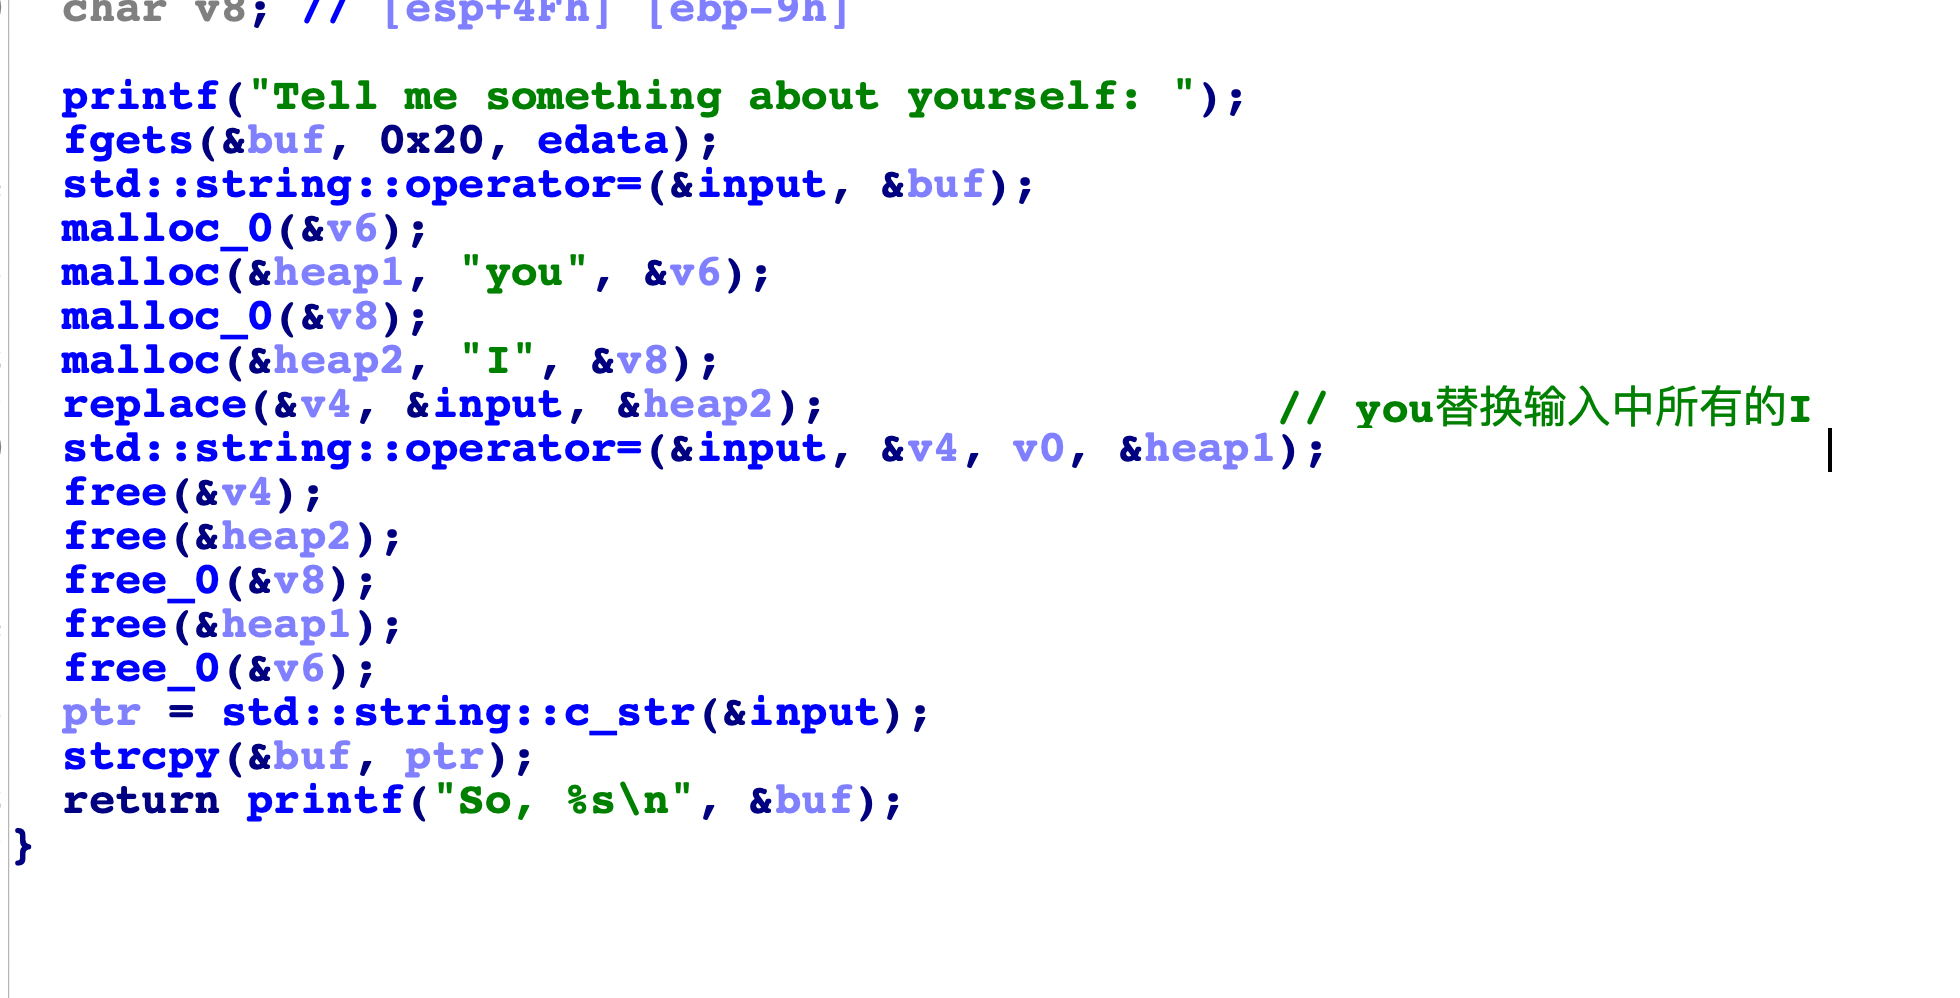 char v8; // [esp+4Fh] [ebp-9h]
printf("Tell me something about yourself: ");
fgets(&buf, 0x20, edata);
std::string::operator=(&input, &buf);
malloc_0(&v6);
malloc(&heap1, "you", &v6);
malloc_0(&v8);
malloc(&heap2, "I", &v8);
replace(&v4, &input, &heap2); // you替换输入中所有的I
std::string::operator=(&input, &v4, v0, &heap1);
free(&v4);
free(&heap2);
free_0(&v8);
free(&heap1);
free_0(&v6);
ptr = std::string::c_str(&input);
strcpy(&buf, ptr);
return printf("So, %s\n", &buf);
}